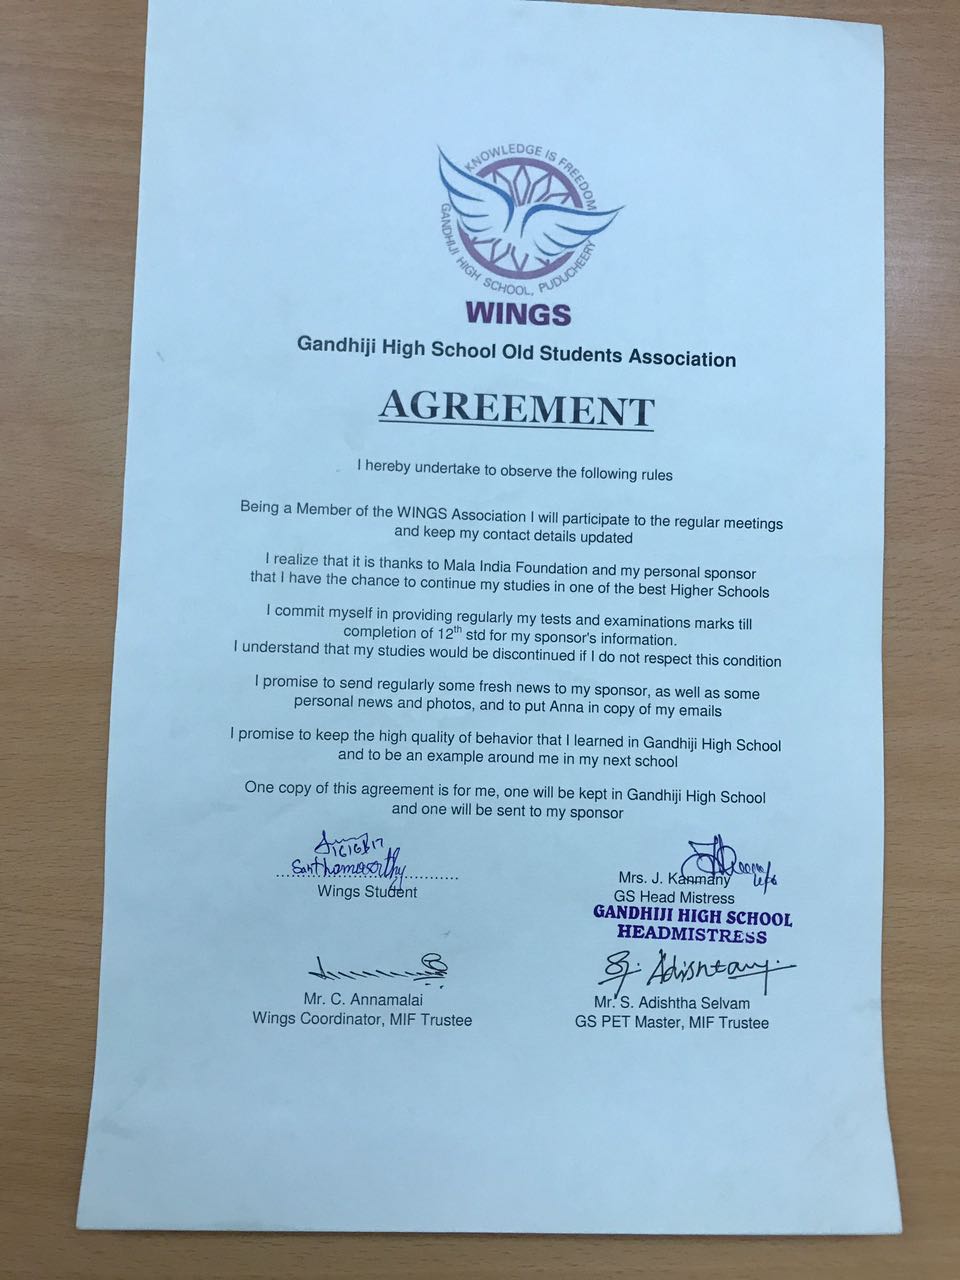 KNOWLEDGE IS FREEDOM
GANDHIJI HIGH SCHOOL, PUDUCHEERY
WINGS
Gandhiji High School Old Students Association
AGREEMENT
I hereby undertake to observe the following rules
Being a Member of the WINGS Association I will participate to the regular meetings
and keep my contact details updated
I realize that it is thanks to Mala India Foundation and my personal sponsor
that I have the chance to continue my studies in one of the best Higher Schools
I commit myself in providing regularly my tests and examinations marks till
completion of 12th std for my sponsor's information.
I understand that my studies would be discontinued if I do not respect this condition
I promise to send regularly some fresh news to my sponsor, as well as some
personal news and photos, and to put Anna in copy of my emails
I promise to keep the high quality of behavior that I learned in Gandhiji High School
and to be an example around me in my next school
One copy of this agreement is for me, one will be kept in Gandhiji High School
and one will be sent to my sponsor
Wings Student
Mrs. J. Kanmany
GS Head Mistress
GANDHIJI HIGH SCHOOL
HEADMISTRESS
Mr. C. Annamalai
Wings Coordinator, MIF Trustee
Mr. S. Adishtha Selvam
GS PET Master, MIF Trustee